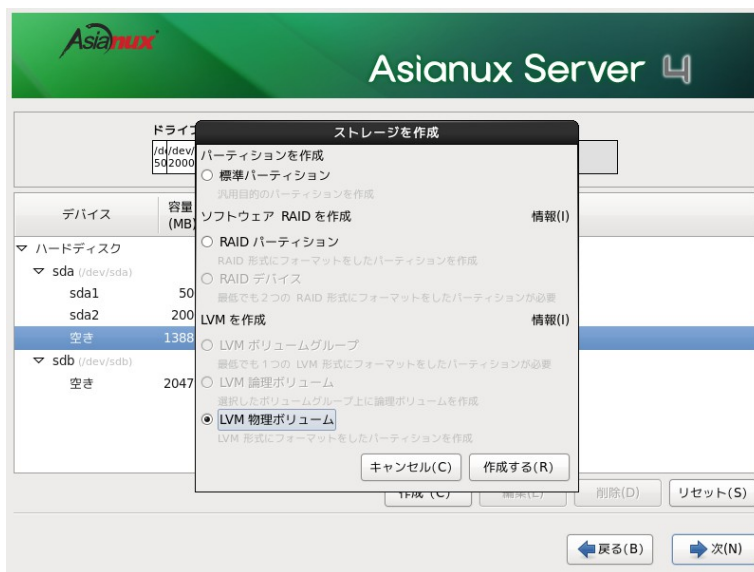 Asianux
Asianux Server 4
ストレージを作成
パーティションを作成
標準パーティション
汎用目的のパーティションを作成
ソフトウェア RAID を作成 情報(I)
RAID パーティション
RAID 形式にフォーマットをしたパーティションを作成
RAID デバイス
最低でも2つの RAID 形式にフォーマットをしたパーティションが必要
LVM を作成 情報(I)
LVM ボリュームグループ
最低でも1つの LVM 形式にフォーマットをしたパーティションが必要
LVM 論理ボリューム
選択したボリュームグループ上に論理ボリュームを作成
LVM 物理ボリューム
LVM 形式にフォーマットをしたパーティションを作成
キャンセル(C) 作成する(R)
ドライブ
/dev/
50 2000
デバイス 容量
(MB)
ハードディスク
sda (/dev/sda)
sda1 50
sda2 200
空き 1388
sdb (/dev/sdb)
空き 2047
作成 (C) 編集(E) 削除(D) リセット(S)
戻る(B) 次(N)